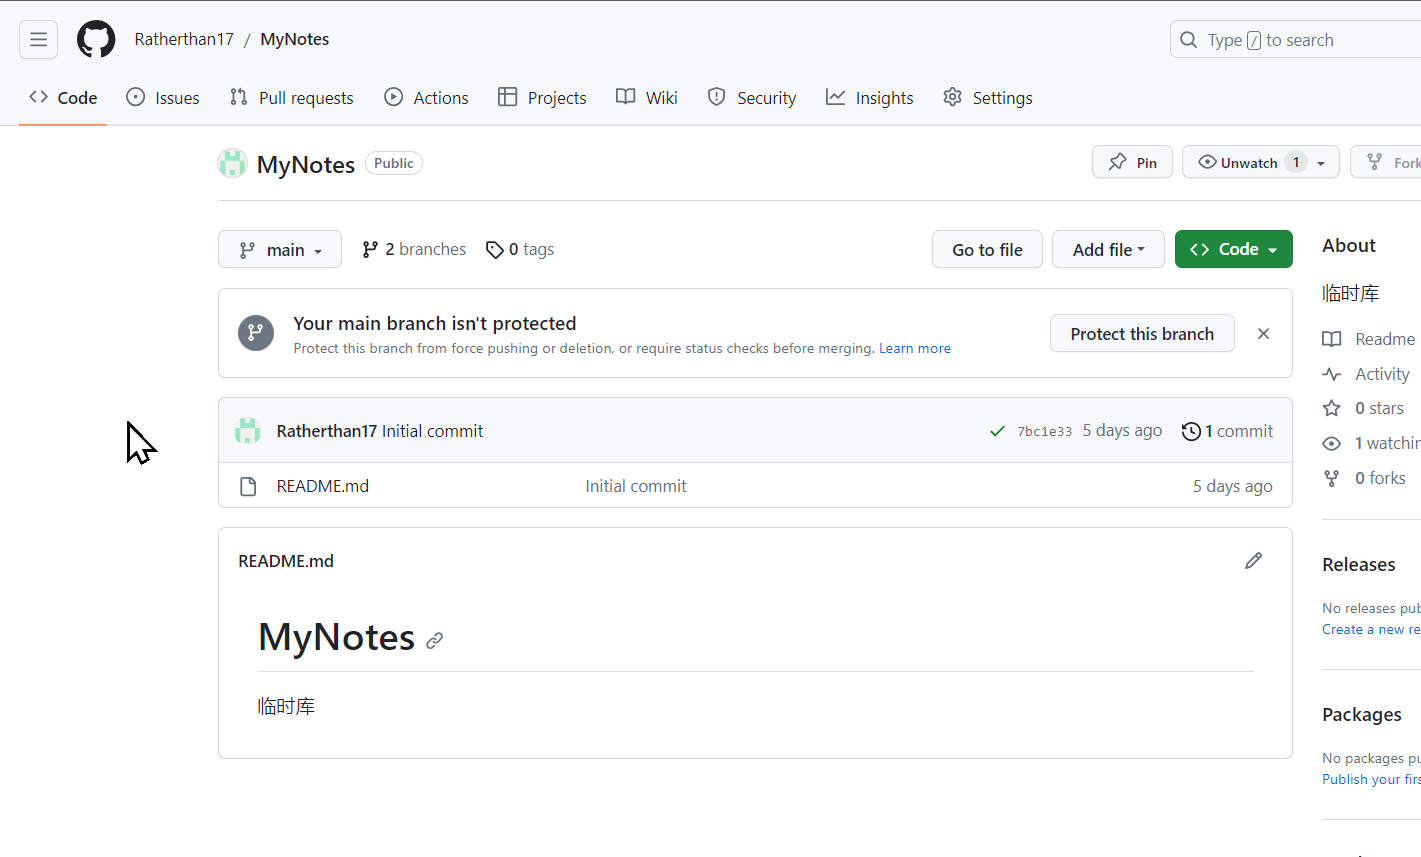 Ratherthan17 / MyNotes
Type / to search
Code
Issues
Pull requests
Actions
Projects
Wiki
Security
Insights
Settings
MyNotes Public
Pin
Unwatch 1
Fork
main
2 branches
0 tags
Go to file
Add file
Code
Your main branch isn't protected
Protect this branch from force pushing or deletion, or require status checks before merging. Learn more
Protect this branch
Ratherthan17 Initial commit
7bc1e33 5 days ago
1 commit
README.md
Initial commit
5 days ago
README.md
MyNotes
临时库
About
临时库
Readme
Activity
0 stars
1 watchin
0 forks
Releases
No releases pub
Create a new re
Packages
No packages pu
Publish your firs